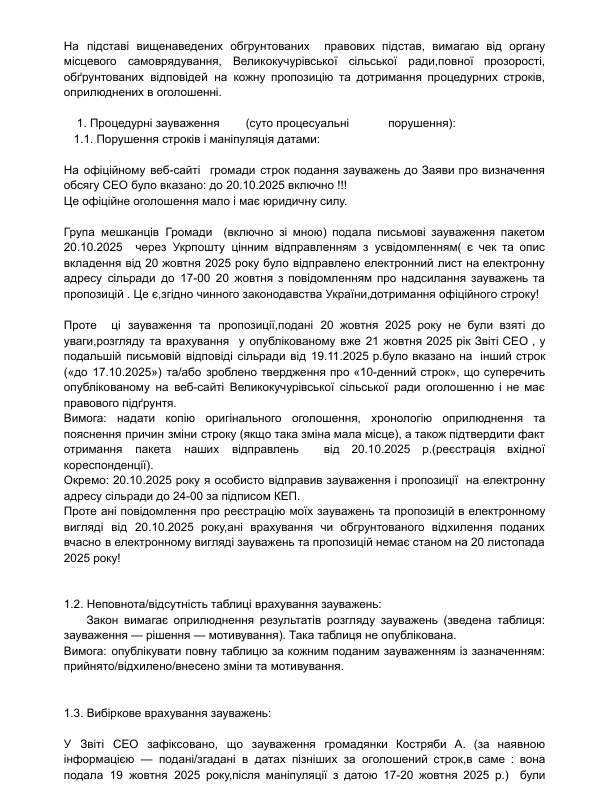 На підставі вищенаведених обгрунтованих правових підстав, вимагаю від органу
місцевого самоврядування, Великокучурівської сільської ради,повної прозорості,
обґрунтованих відповідей на кожну пропозицію та дотримання процедурних строків,
оприлюднених в оголошенні.
1. Процедурні зауваження (суто процесуальні порушення):
1.1. Порушення строків і маніпуляція датами:
На офіційному веб-сайті громади строк подання зауважень до Заяви про визначення
обсягу СЕО було вказано: до 20.10.2025 включно !!!
Це офіційне оголошення мало і має юридичну силу.
Група мешканців Громади (включно зі мною) подала письмові зауваження пакетом
20.10.2025 через Укрпошту цінним відправленням з усвідомленням( є чек та опис
вкладення від 20 жовтня 2025 року було відправлено електронний лист на електронну
адресу сільради до 17-00 20 жовтня з повідомленням про надсилання зауважень та
пропозицій . Це є,згідно чинного законодавства України,дотримання офіційного строку!
Проте ці зауваження та пропозиції,подані 20 жовтня 2025 року не були взяті до
уваги,розгляду та врахування у опублікованому вже 21 жовтня 2025 рік Звіті СЕО , у
подальшій письмовій відповіді сільради від 19.11.2025 р.було вказано на інший строк
(«до 17.10.2025») та/або зроблено твердження про «10-денний строк», що суперечить
опублікованому на веб-сайті Великокучурівської сільської ради оголошенню і не має
правового підґрунтя.
Вимога: надати копію оригінального оголошення, хронологію оприлюднення та
пояснення причин зміни строку (якщо така зміна мала місце), а також підтвердити факт
отримання пакета наших відправлень від 20.10.2025 р.(реєстрація вхідної
кореспонденції).
Окремо: 20.10.2025 року я особисто відправив зауваження і пропозиції на електронну
адресу сільради до 24-00 за підписом КЕП.
Проте ані повідомлення про реєстрацію моїх зауважень та пропозицій в електронному
вигляді від 20.10.2025 року,ані врахування чи обгрунтованого відхилення поданих
вчасно в електронному вигляді зауважень та пропозицій немає станом на 20 листопада
2025 року!
1.2. Неповнота/відсутність таблиці врахування зауважень:
Закон вимагає оприлюднення результатів розгляду зауважень (зведена таблиця:
зауваження — рішення — мотивування). Така таблиця не опублікована.
Вимога: опублікувати повну таблицю за кожним поданим зауваженням із зазначенням:
прийнято/відхилено/внесено зміни та мотивування.
1.3. Вибіркове врахування зауважень:
У Звіті СЕО зафіксовано, що зауваження громадянки Костряби А. (за наявною
інформацією — подані/згадані в датах пізніших за оголошений строк,в саме : вона
подала 19 жовтня 2025 року,після маніпуляції з датою 17-20 жовтня 2025 р.) були